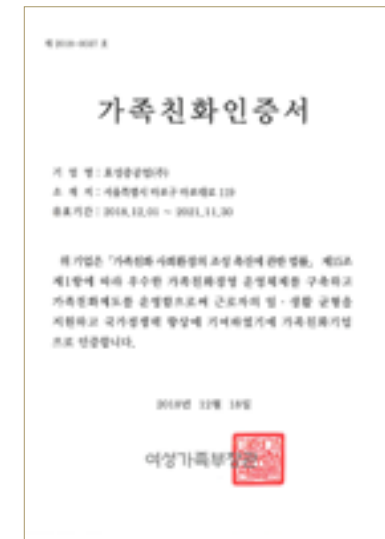 제 2018-0027 호
가족친화인증서
기 업 명 : 효성중공업(주)
소 재 지 : 서울특별시 마포구 마포대로 119
유효기간 : 2018.12.01 ~ 2021.11.30
위 기업은 「가족친화 사회환경의 조성 촉진에 관한 법률」 제15조
제1항에 따라 우수한 가족친화경영 운영체제를 구축하고
가족친화제도를 운영함으로써 근로자의 일 · 생활 균형을
지원하고 국가경쟁력 향상에 기여하였기에 가족친화기업
으로 인증합니다.
2018년 12월 18일
여성가족부장관